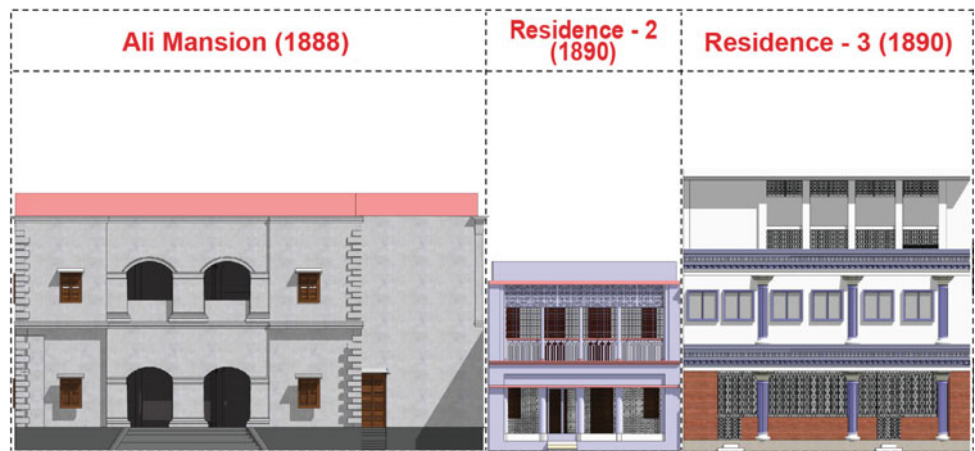 Ali Mansion (1888)
Residence - 2
(1890)
Residence - 3 (1890)